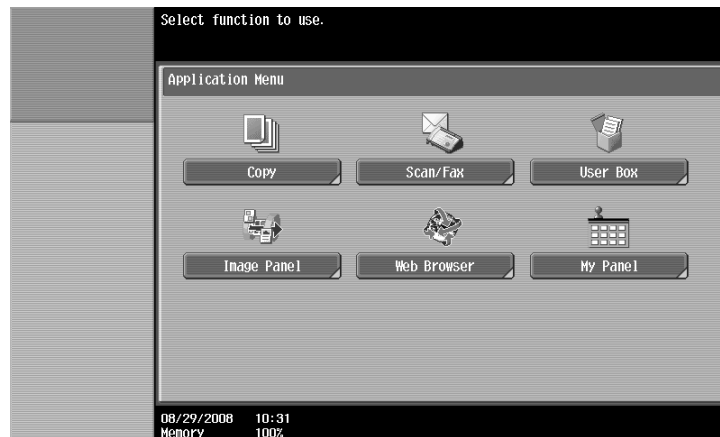 Select function to use.
Application Menu
Copy Scan/Fax User Box
Image Panel Web Browser My Panel
08/29/2008 10:31
Memory 100%